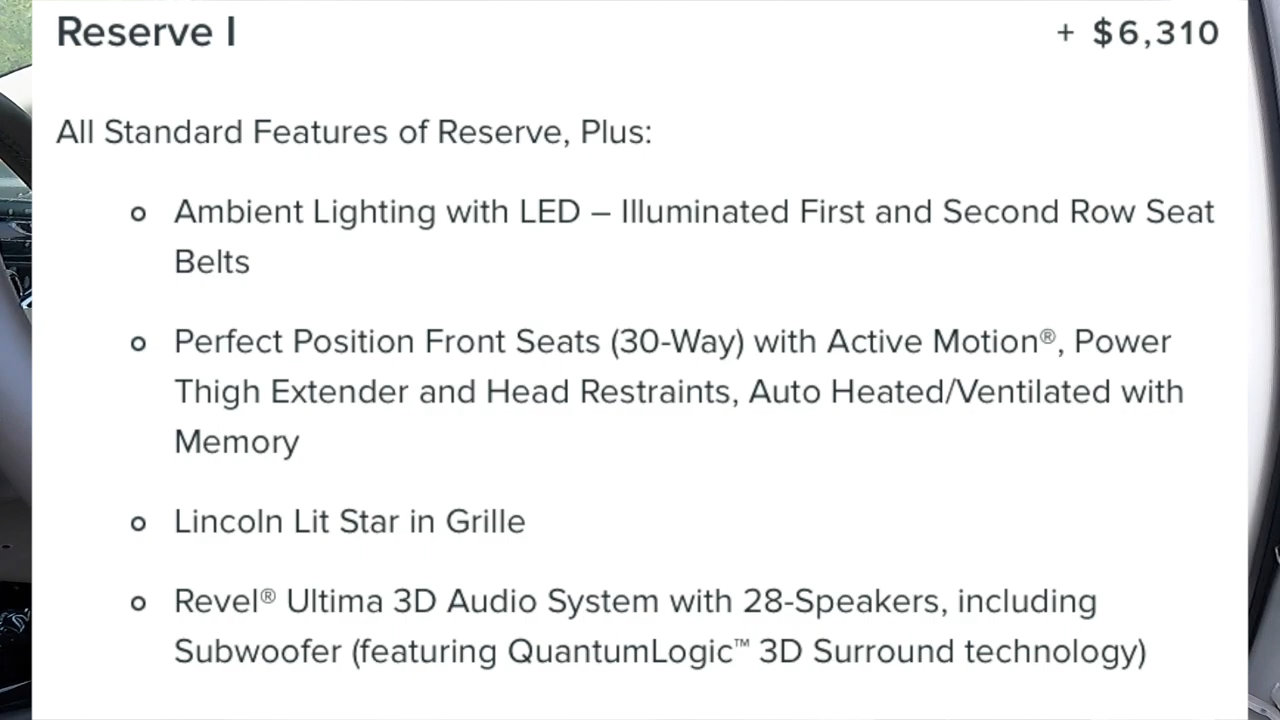 Reserve I + $6,310
All Standard Features of Reserve, Plus:
Ambient Lighting with LED – Illuminated First and Second Row Seat
Belts
Perfect Position Front Seats (30-Way) with Active Motion®, Power
Thigh Extender and Head Restraints, Auto Heated/Ventilated with
Memory
Lincoln Lit Star in Grille
Revel® Ultima 3D Audio System with 28-Speakers, including
Subwoofer (featuring QuantumLogic™ 3D Surround technology)